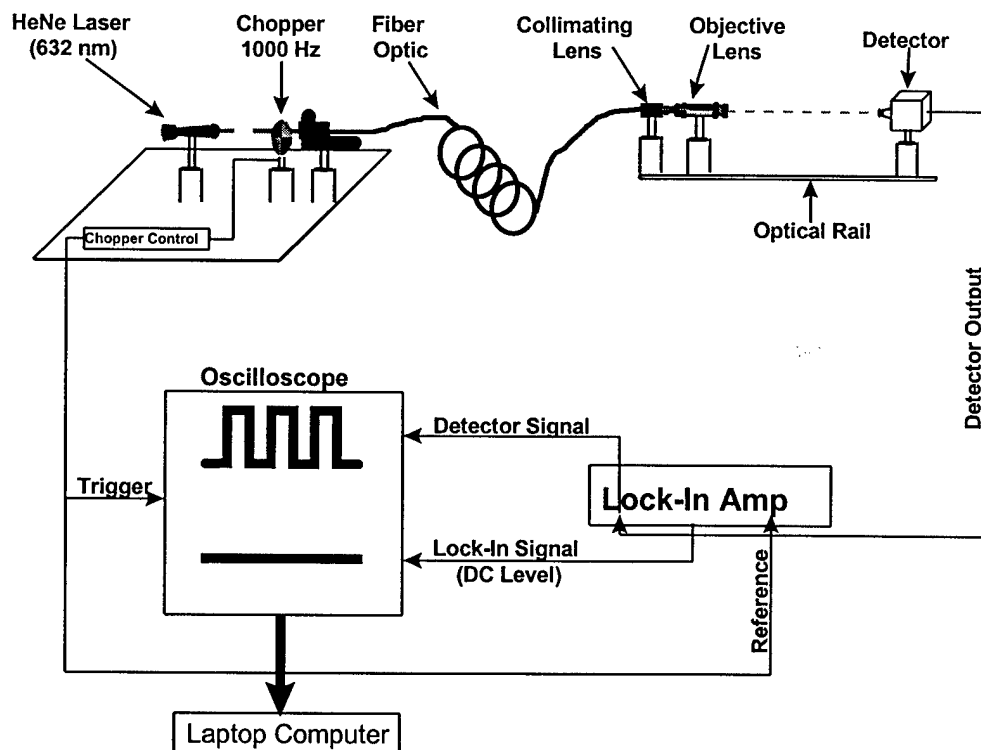 HeNe Laser
(632 nm)
Chopper
1000 Hz
Fiber
Optic
Collimating
Lens
Objective
Lens
Detector
Chopper Control
Optical Rail
Detector Output
Oscilloscope
Detector Signal
Trigger
Lock-In Amp
Lock-In Signal
(DC Level)
Reference
Laptop Computer